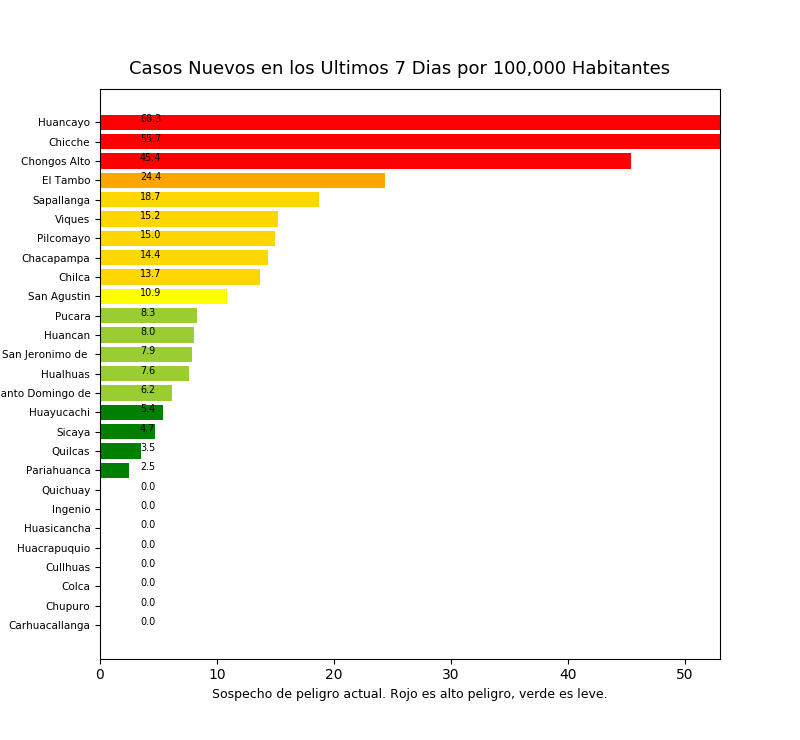 Casos Nuevos en los Ultimos 7 Dias por 100,000 Habitantes
Huancayo 68.3
Chicche 55.7
Chongos Alto 45.4
El Tambo 24.4
Sapallanga 18.7
Viques 15.2
Pilcomayo 15.0
Chacapampa 14.4
Chilca 13.7
San Agustin 10.9
Pucara 8.3
Huancan 8.0
San Jeronimo de 7.9
Hualhuas 7.6
anto Domingo de 6.2
Huayucachi 5.4
Sicaya 4.7
Quilcas 3.5
Pariahuanca 2.5
Quichuay 0.0
Ingenio 0.0
Huasicancha 0.0
Huacrapuquio 0.0
Cullhuas 0.0
Colca 0.0
Chupuro 0.0
Carhuacallanga 0.0
0 10 20 30 40 50
Sospecho de peligro actual. Rojo es alto peligro, verde es leve.